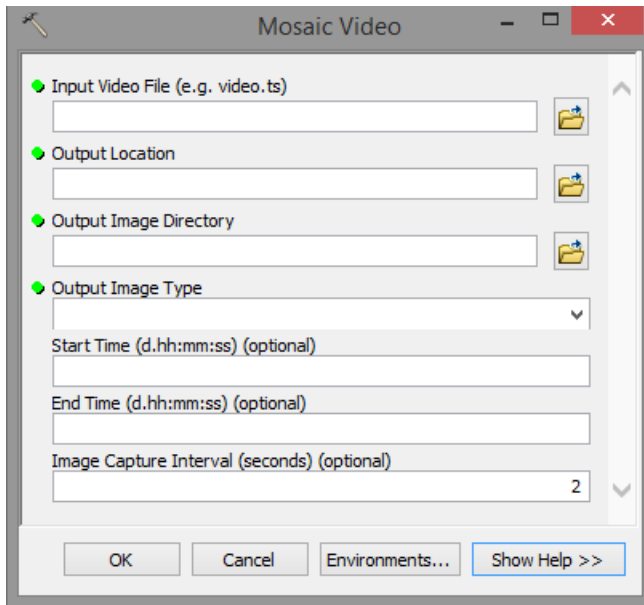 Mosaic Video
Input Video File (e.g. video.ts)
Output Location
Output Image Directory
Output Image Type
Start Time (d.hh:mm:ss) (optional)
End Time (d.hh:mm:ss) (optional)
Image Capture Interval (seconds) (optional)
2
OK Cancel Environments... Show Help >>